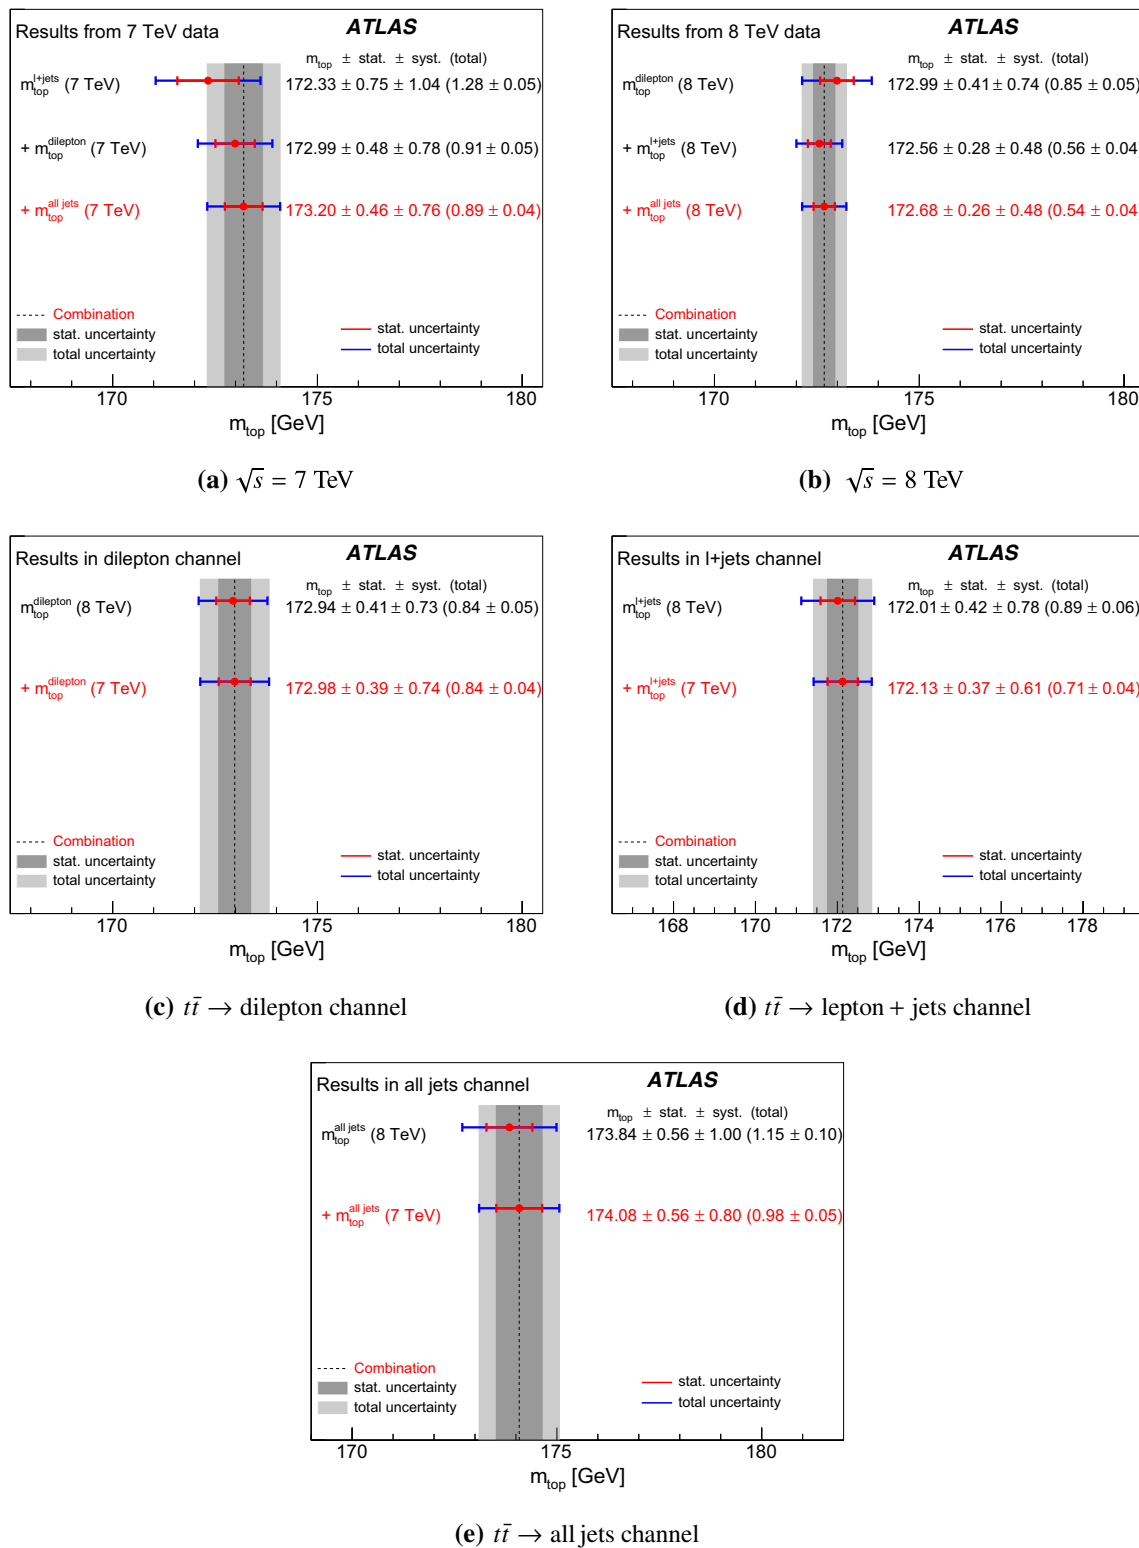 Results from 7 TeV data ATLAS
m_top ± stat. ± syst. (total)
m_top^l+jets (7 TeV) 172.33 ± 0.75 ± 1.04 (1.28 ± 0.05)
+ m_top^dilepton (7 TeV) 172.99 ± 0.48 ± 0.78 (0.91 ± 0.05)
+ m_top^all jets (7 TeV) 173.20 ± 0.46 ± 0.76 (0.89 ± 0.04)
Combination
stat. uncertainty stat. uncertainty
total uncertainty total uncertainty
170 175 180
m_top [GeV]
(a) √s = 7 TeV
Results from 8 TeV data ATLAS
m_top ± stat. ± syst. (total)
m_top^dilepton (8 TeV) 172.99 ± 0.41 ± 0.74 (0.85 ± 0.05)
+ m_top^l+jets (8 TeV) 172.56 ± 0.28 ± 0.48 (0.56 ± 0.04
+ m_top^all jets (8 TeV) 172.68 ± 0.26 ± 0.48 (0.54 ± 0.04
Combination
stat. uncertainty stat. uncertainty
total uncertainty total uncertainty
170 175 180
m_top [GeV]
(b) √s = 8 TeV
Results in dilepton channel ATLAS
m_top ± stat. ± syst. (total)
m_top^dilepton (8 TeV) 172.94 ± 0.41 ± 0.73 (0.84 ± 0.05)
+ m_top^dilepton (7 TeV) 172.98 ± 0.39 ± 0.74 (0.84 ± 0.04)
Combination
stat. uncertainty stat. uncertainty
total uncertainty total uncertainty
170 175 180
m_top [GeV]
(c) tt̄ → dilepton channel
Results in l+jets channel ATLAS
m_top ± stat. ± syst. (total)
m_top^l+jets (8 TeV) 172.01 ± 0.42 ± 0.78 (0.89 ± 0.06)
+ m_top^l+jets (7 TeV) 172.13 ± 0.37 ± 0.61 (0.71 ± 0.04)
Combination
stat. uncertainty stat. uncertainty
total uncertainty total uncertainty
168 170 172 174 176 178
m_top [GeV]
(d) tt̄ → lepton + jets channel
Results in all jets channel ATLAS
m_top ± stat. ± syst. (total)
m_top^all jets (8 TeV) 173.84 ± 0.56 ± 1.00 (1.15 ± 0.10)
+ m_top^all jets (7 TeV) 174.08 ± 0.56 ± 0.80 (0.98 ± 0.05)
Combination
stat. uncertainty stat. uncertainty
total uncertainty total uncertainty
170 175 180
m_top [GeV]
(e) tt̄ → all jets channel